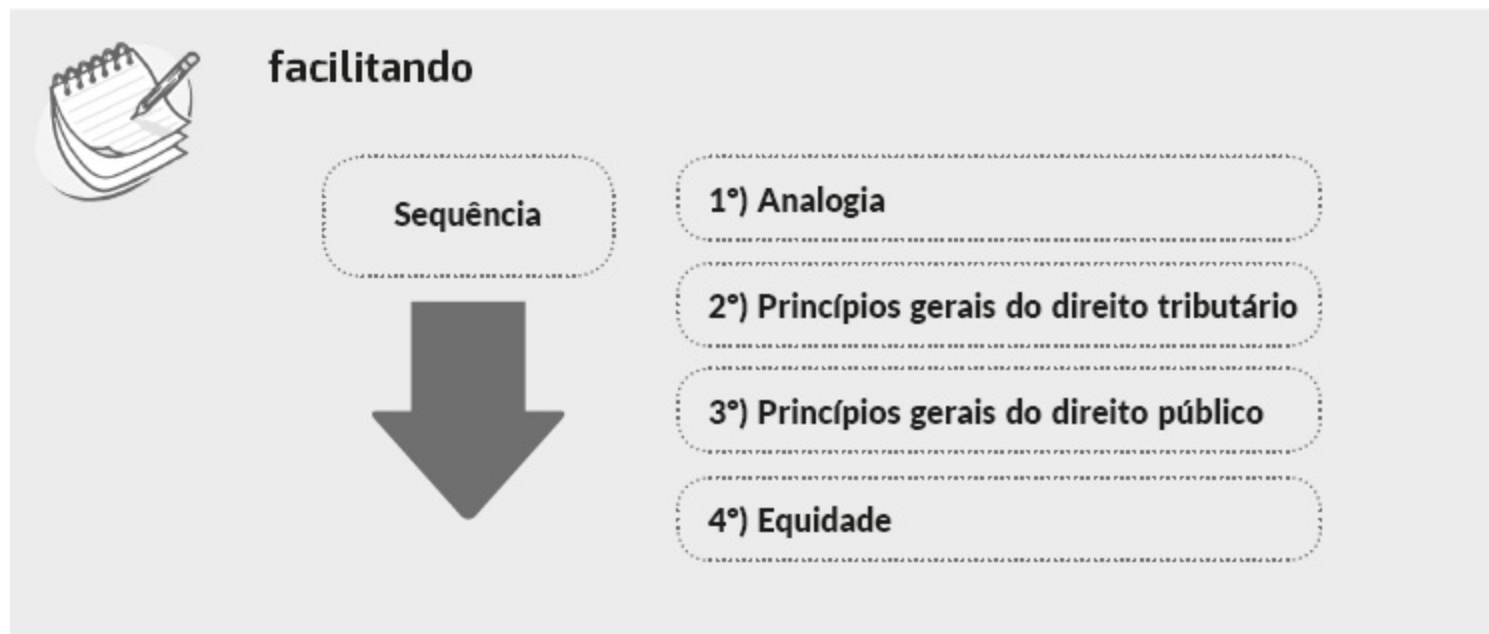 facilitando
Sequência
1º) Analogia
2º) Princípios gerais do direito tributário
3º) Princípios gerais do direito público
4º) Equidade